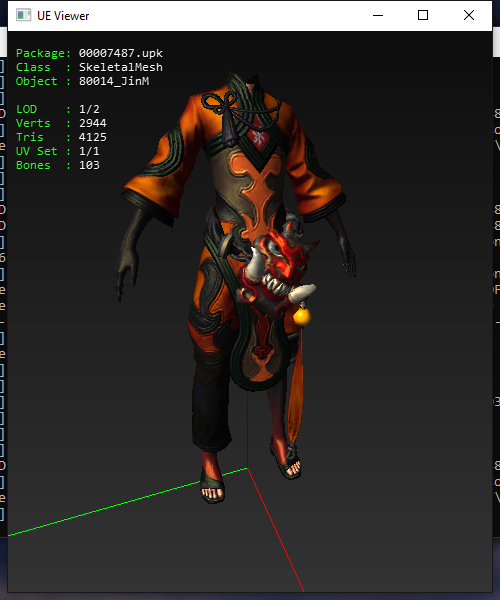 UE Viewer
Package: 00007487.upk
Class : SkeletalMesh
Object : 80014_JinM
LOD : 1/2
Verts : 2944
Tris : 4125
UV Set : 1/1
Bones : 103